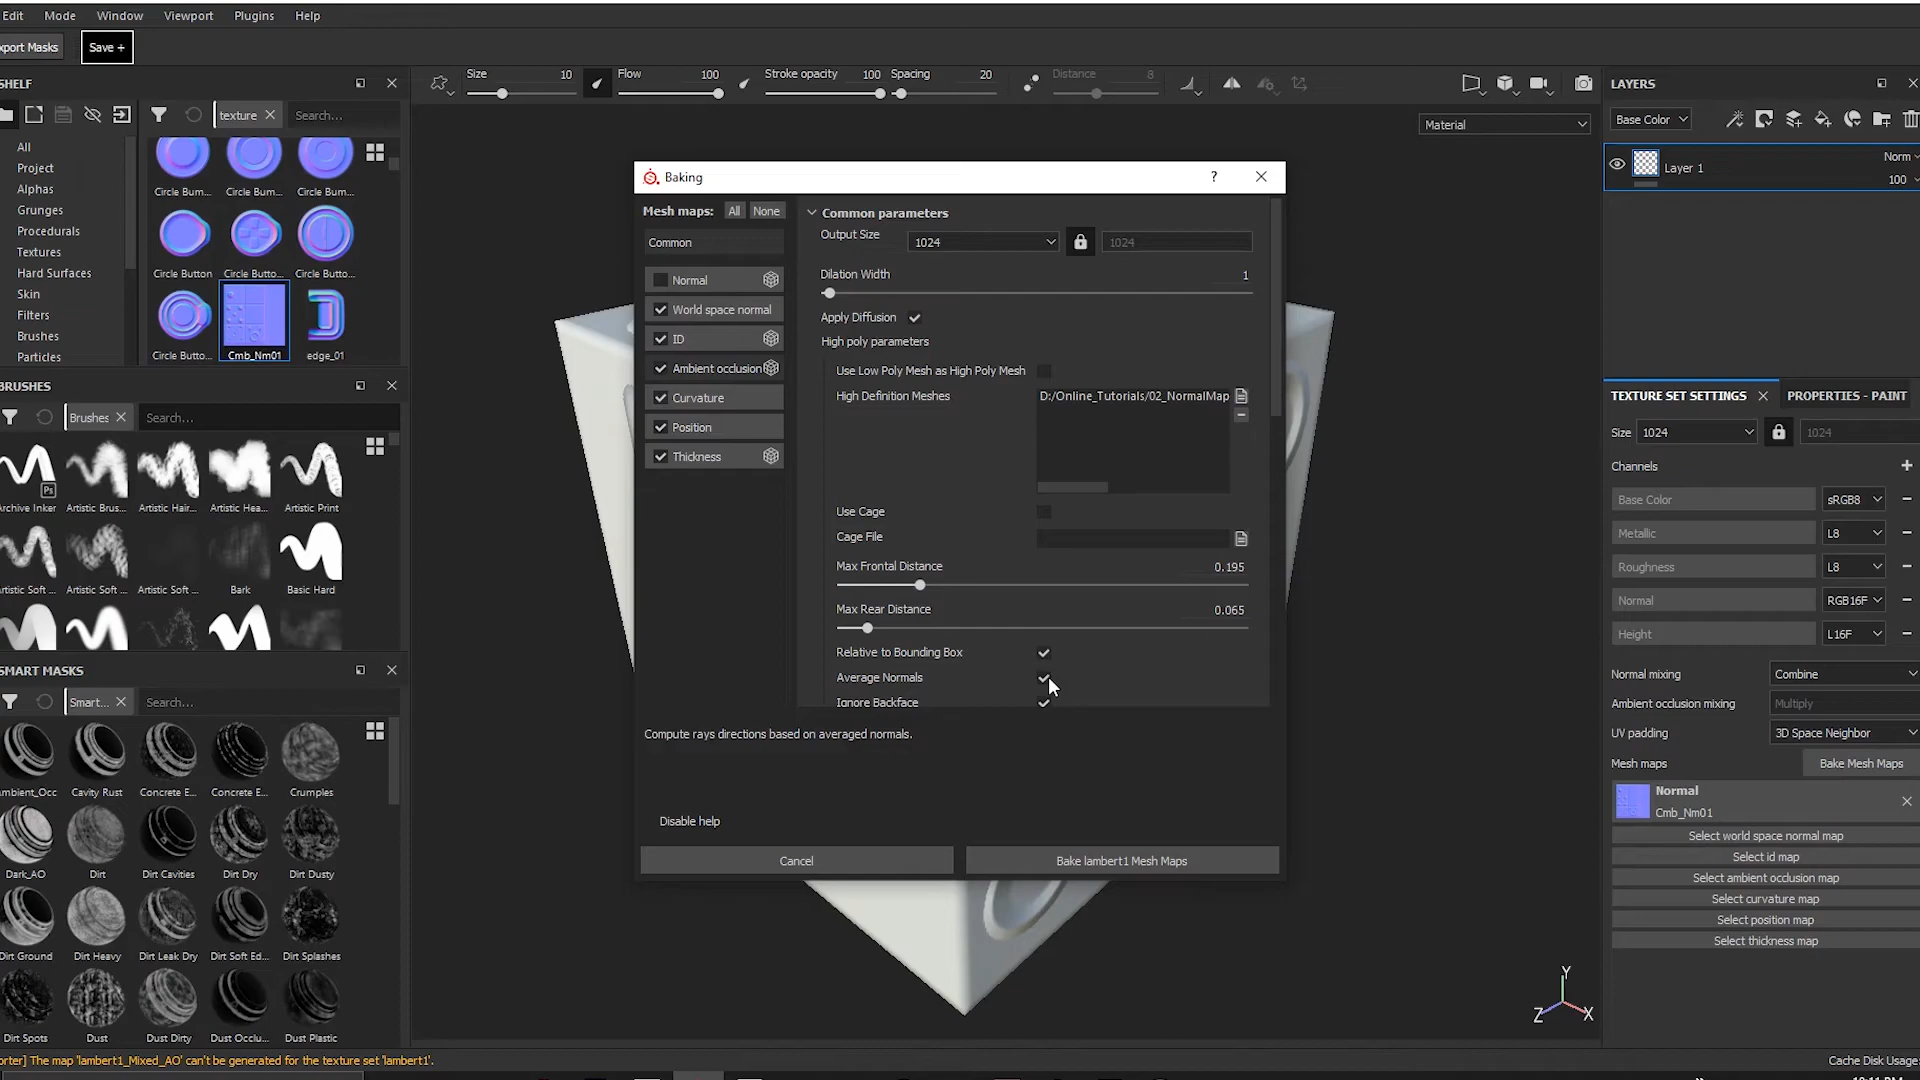 Edit Mode Window Viewport Plugins Help
xport Masks Save +
SHELF
texture Search...
All
Project
Alphas
Grunges
Procedurals
Textures
Hard Surfaces
Skin
Filters
Brushes
Particles
Circle Bum... Circle Bum... Circle Bum...
Circle Button Circle Butto... Circle Butto...
Circle Butto... Cmb_Nm01 edge_01
BRUSHES
Brushes Search...
Archive Inker Artistic Brus... Artistic Hair... Artistic Hea... Artistic Print
Ps
Artistic Soft ... Artistic Soft ... Artistic Soft ... Bark Basic Hard
SMART MASKS
Smart... Search...
mbient_Occ Cavity Rust Concrete E... Concrete E... Crumples
Dark_AO Dirt Dirt Cavities Dirt Dry Dirt Dusty
Dirt Ground Dirt Heavy Dirt Leak Dry Dirt Soft Ed... Dirt Splashes
Dirt Spots Dust Dust Dirty Dust Occlu... Dust Plastic
orter] The map 'lambert1_Mixed_AO' can't be generated for the texture set 'lambert1'.
Size 10 Flow 100 Stroke opacity 100 Spacing 20 Distance 8
Material
Baking ?
Mesh maps: All None
Common
Normal
World space normal
ID
Ambient occlusion
Curvature
Position
Thickness
Common parameters
Output Size 1024 1024
Dilation Width 1
Apply Diffusion
High poly parameters
Use Low Poly Mesh as High Poly Mesh
High Definition Meshes D:/Online_Tutorials/02_NormalMap
Use Cage
Cage File
Max Frontal Distance 0.195
Max Rear Distance 0.065
Relative to Bounding Box
Average Normals
Ignore Backface
Compute rays directions based on averaged normals.
Disable help
Cancel Bake lambert1 Mesh Maps
Y
Z X
LAYERS
Base Color
Layer 1 Norm
100
TEXTURE SET SETTINGS PROPERTIES - PAINT
Size 1024 1024
Channels
Base Color sRGB8
Metallic L8
Roughness L8
Normal RGB16F
Height L16F
Normal mixing Combine
Ambient occlusion mixing Multiply
UV padding 3D Space Neighbor
Mesh maps Bake Mesh Maps
Normal
Cmb_Nm01
Select world space normal map
Select id map
Select ambient occlusion map
Select curvature map
Select position map
Select thickness map
Cache Disk Usage: